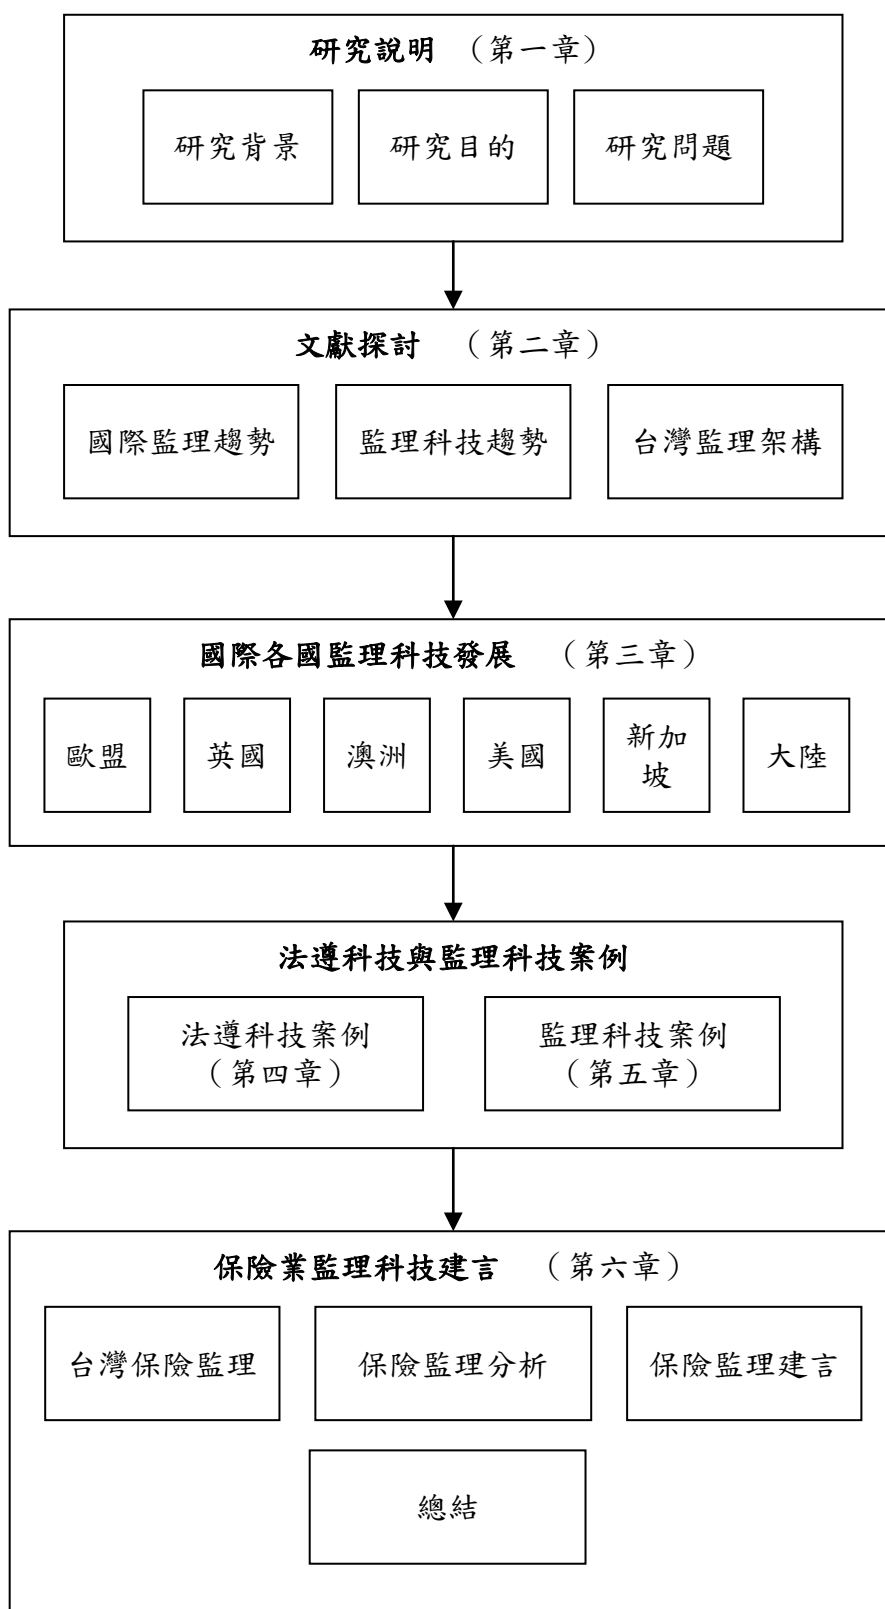 研究說明 （第一章）
研究背景 研究目的 研究問題
文獻探討 （第二章）
國際監理趨勢 監理科技趨勢 台灣監理架構
國際各國監理科技發展 （第三章）
歐盟 英國 澳洲 美國 新加
坡 大陸
法遵科技與監理科技案例
法遵科技案例
（第四章）
監理科技案例
（第五章）
保險業監理科技建言 （第六章）
台灣保險監理 保險監理分析 保險監理建言
總結